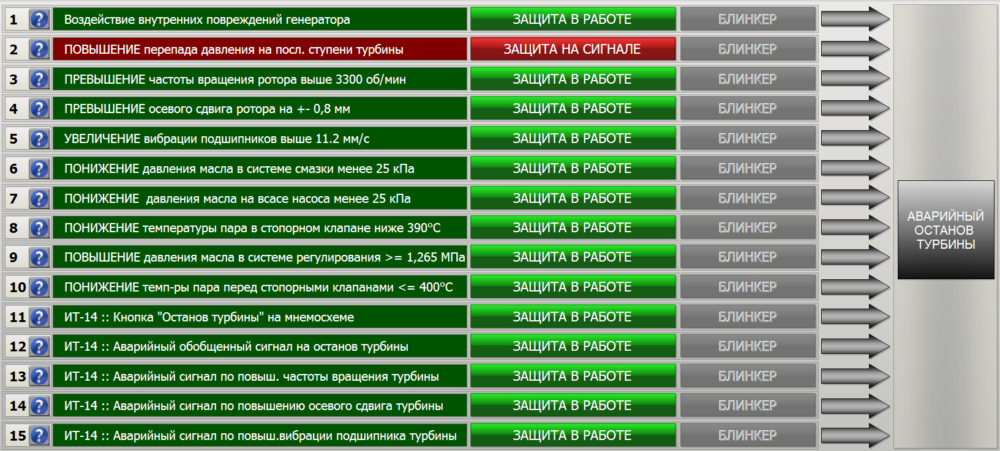 1 ? Воздействие внутренних повреждений генератора ЗАЩИТА В РАБОТЕ БЛИНКЕР
2 ? ПОВЫШЕНИЕ перепада давления на посл. ступени турбины ЗАЩИТА НА СИГНАЛЕ БЛИНКЕР
3 ? ПРЕВЫШЕНИЕ частоты вращения ротора выше 3300 об/мин ЗАЩИТА В РАБОТЕ БЛИНКЕР
4 ? ПРЕВЫШЕНИЕ осевого сдвига ротора на +- 0,8 мм ЗАЩИТА В РАБОТЕ БЛИНКЕР
5 ? УВЕЛИЧЕНИЕ вибрации подшипников выше 11.2 мм/с ЗАЩИТА В РАБОТЕ БЛИНКЕР
6 ? ПОНИЖЕНИЕ давления масла в системе смазки менее 25 кПа ЗАЩИТА В РАБОТЕ БЛИНКЕР
7 ? ПОНИЖЕНИЕ  давления масла на всасе насоса менее 25 кПа ЗАЩИТА В РАБОТЕ БЛИНКЕР
8 ? ПОНИЖЕНИЕ температуры пара в стопорном клапане ниже 390°C ЗАЩИТА В РАБОТЕ БЛИНКЕР
9 ? ПОВЫШЕНИЕ давления масла в системе регулирования >= 1,265 МПа ЗАЩИТА В РАБОТЕ БЛИНКЕР
10 ? ПОНИЖЕНИЕ темп-ры пара перед стопорными клапанами <= 400°C ЗАЩИТА В РАБОТЕ БЛИНКЕР
11 ? ИТ-14 :: Кнопка "Останов турбины" на мнемосхеме ЗАЩИТА В РАБОТЕ БЛИНКЕР
12 ? ИТ-14 :: Аварийный обобщенный сигнал на останов турбины ЗАЩИТА В РАБОТЕ БЛИНКЕР
13 ? ИТ-14 :: Аварийный сигнал по повыш. частоты вращения турбины ЗАЩИТА В РАБОТЕ БЛИНКЕР
14 ? ИТ-14 :: Аварийный сигнал по повышению осевого сдвига турбины ЗАЩИТА В РАБОТЕ БЛИНКЕР
15 ? ИТ-14 :: Аварийный сигнал по повыш.вибрации подшипника турбины ЗАЩИТА В РАБОТЕ БЛИНКЕР
АВАРИЙНЫЙ
ОСТАНОВ
ТУРБИНЫ